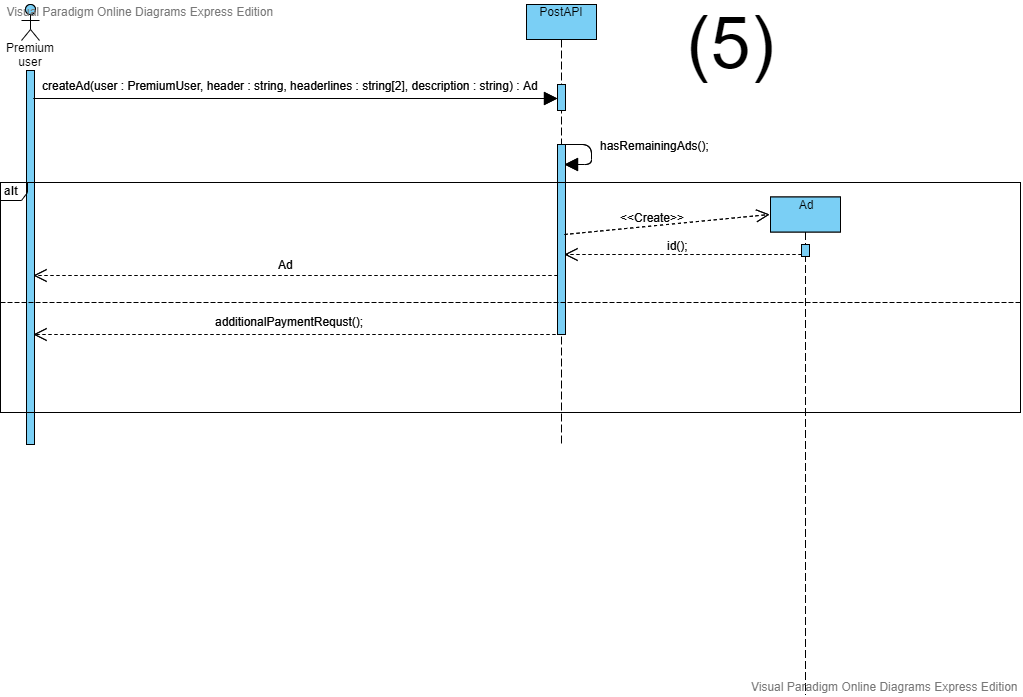 Visual Paradigm Online Diagrams Express Edition
PostAPI
(5)
Premium
user
createAd(user : PremiumUser, header : string, headerlines : string[2], description : string) : Ad
hasRemainingAds();
alt
Ad
<<Create>>
id();
Ad
additionalPaymentRequst();
Visual Paradigm Online Diagrams Express Edition